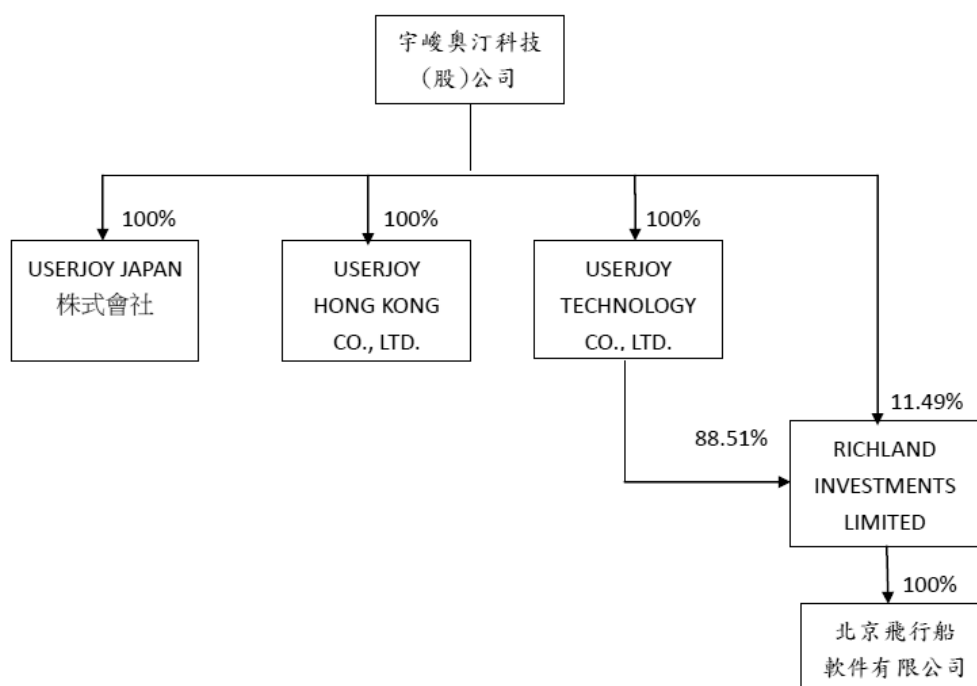 宇峻奧汀科技
(股)公司
100%
100%
100%
USERJOY JAPAN
株式會社
USERJOY
HONG KONG
CO., LTD.
USERJOY
TECHNOLOGY
CO., LTD.
11.49%
88.51%
RICHLAND
INVESTMENTS
LIMITED
100%
北京飛行船
軟件有限公司